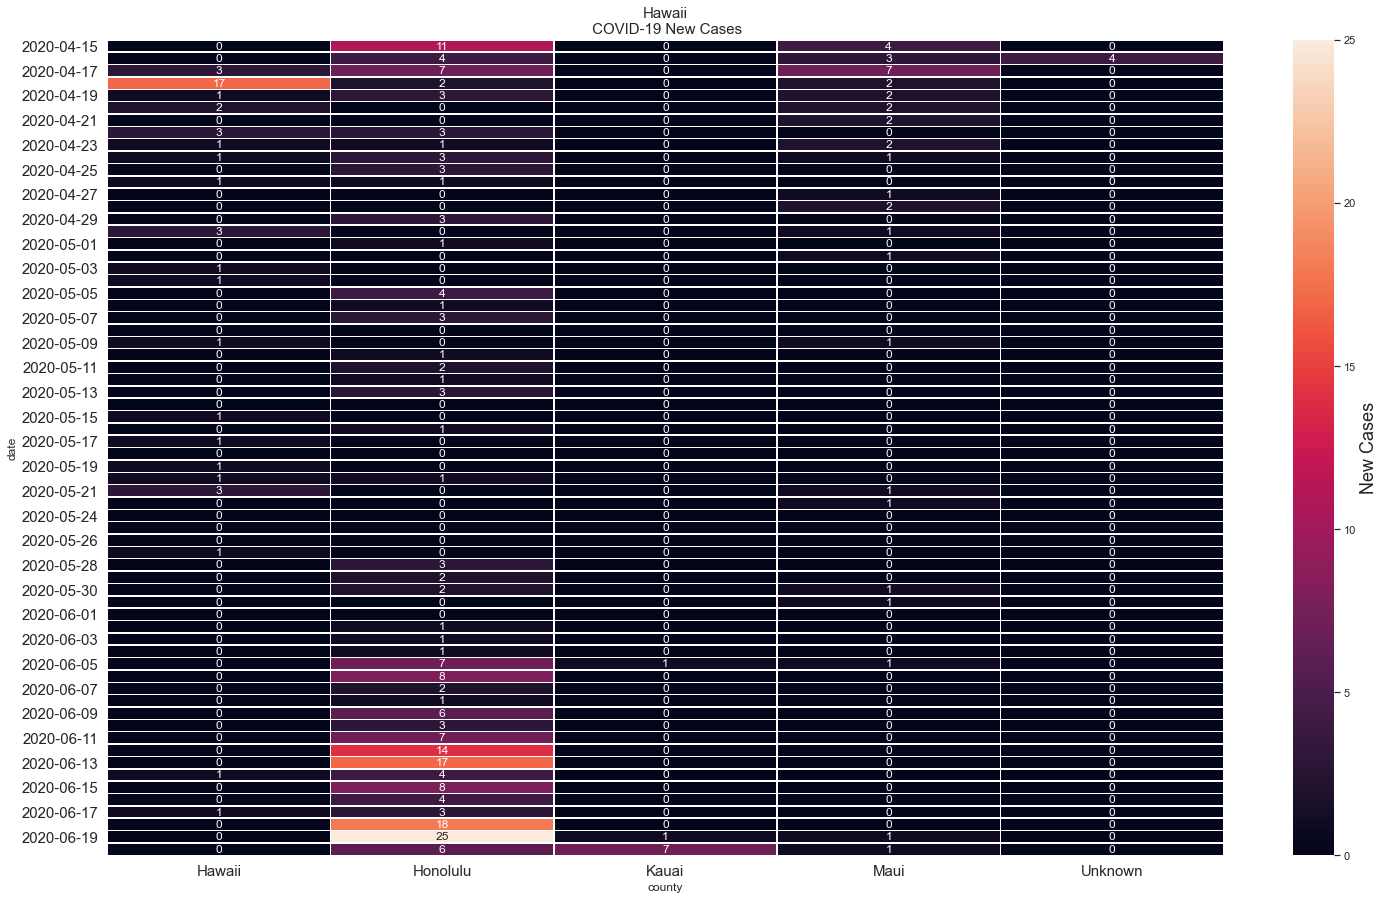 Hawaii
COVID-19 New Cases
2020-04-15 0 11 0 4 0
0 4 0 3 4
2020-04-17 3 7 0 7 0
17 2 0 2 0
2020-04-19 1 3 0 2 0
2 0 0 2 0
2020-04-21 0 0 0 2 0
3 3 0 0 0
2020-04-23 1 1 0 2 0
1 3 0 1 0
2020-04-25 0 3 0 0 0
1 1 0 0 0
2020-04-27 0 0 0 1 0
0 0 0 2 0
2020-04-29 0 3 0 0 0
3 0 0 1 0
2020-05-01 0 1 0 0 0
0 0 0 1 0
2020-05-03 1 0 0 0 0
1 0 0 0 0
2020-05-05 0 4 0 0 0
0 1 0 0 0
2020-05-07 0 3 0 0 0
0 0 0 0 0
2020-05-09 1 0 0 1 0
0 1 0 0 0
2020-05-11 0 2 0 0 0
0 1 0 0 0
2020-05-13 0 3 0 0 0
0 0 0 0 0
2020-05-15 1 0 0 0 0
0 1 0 0 0
2020-05-17 1 0 0 0 0
0 0 0 0 0
2020-05-19 1 0 0 0 0
1 1 0 0 0
2020-05-21 3 0 0 1 0
0 0 0 1 0
2020-05-24 0 0 0 0 0
0 0 0 0 0
2020-05-26 0 0 0 0 0
1 0 0 0 0
2020-05-28 0 3 0 0 0
0 2 0 0 0
2020-05-30 0 2 0 1 0
0 0 0 1 0
2020-06-01 0 0 0 0 0
0 1 0 0 0
2020-06-03 0 1 0 0 0
0 1 0 0 0
2020-06-05 0 7 1 1 0
0 8 0 0 0
2020-06-07 0 2 0 0 0
0 1 0 0 0
2020-06-09 0 6 0 0 0
0 3 0 0 0
2020-06-11 0 7 0 0 0
0 14 0 0 0
2020-06-13 0 17 0 0 0
1 4 0 0 0
2020-06-15 0 8 0 0 0
0 4 0 0 0
2020-06-17 1 3 0 0 0
0 18 0 0 0
2020-06-19 0 25 1 1 0
0 6 7 1 0
date
Hawaii Honolulu Kauai Maui Unknown
county
25
20
15
10
5
0
New Cases